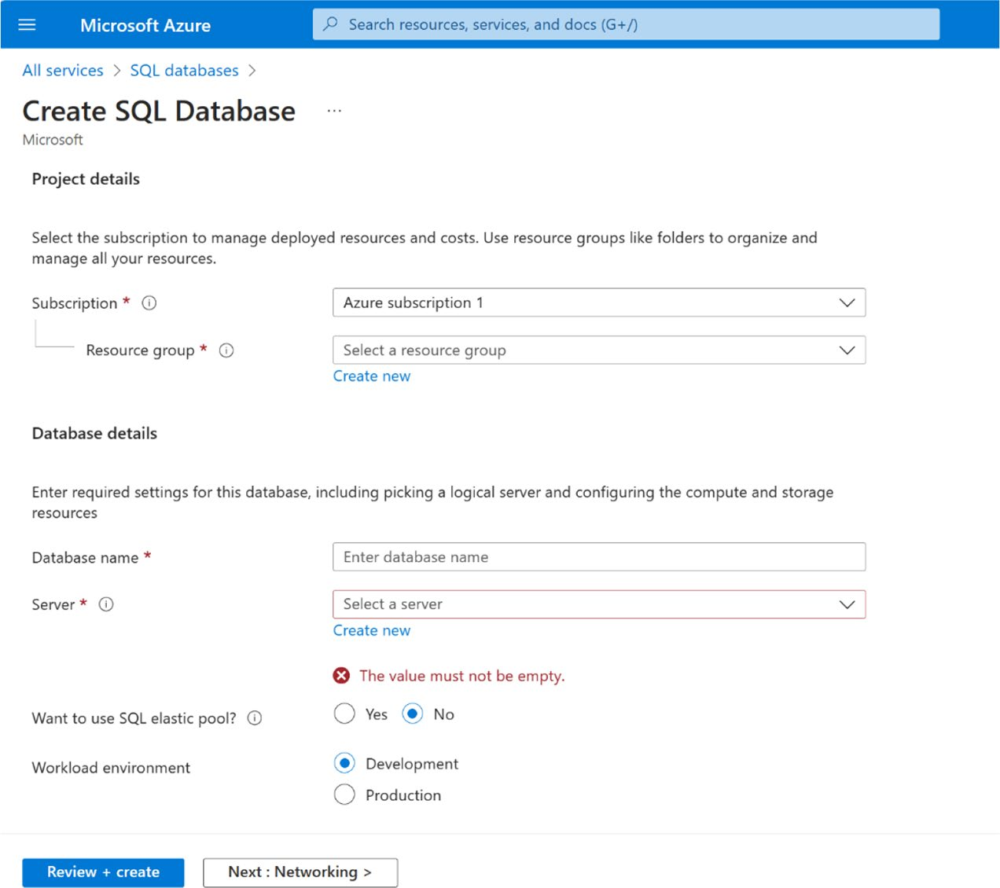 Microsoft Azure
Search resources, services, and docs (G+/)
All services > SQL databases >
Create SQL Database ...
Microsoft
Project details
Select the subscription to manage deployed resources and costs. Use resource groups like folders to organize and
manage all your resources.
Subscription *
Azure subscription 1
Resource group *
Select a resource group
Create new
Database details
Enter required settings for this database, including picking a logical server and configuring the compute and storage
resources
Database name *
Enter database name
Server *
Select a server
Create new
The value must not be empty.
Want to use SQL elastic pool?
Yes No
Workload environment
Development
Production
Review + create
Next : Networking >